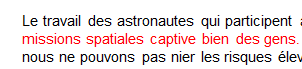 Le travail des astronautes qui participent
missions spatiales captive bien des gens.
nous ne pouvons pas nier les risques